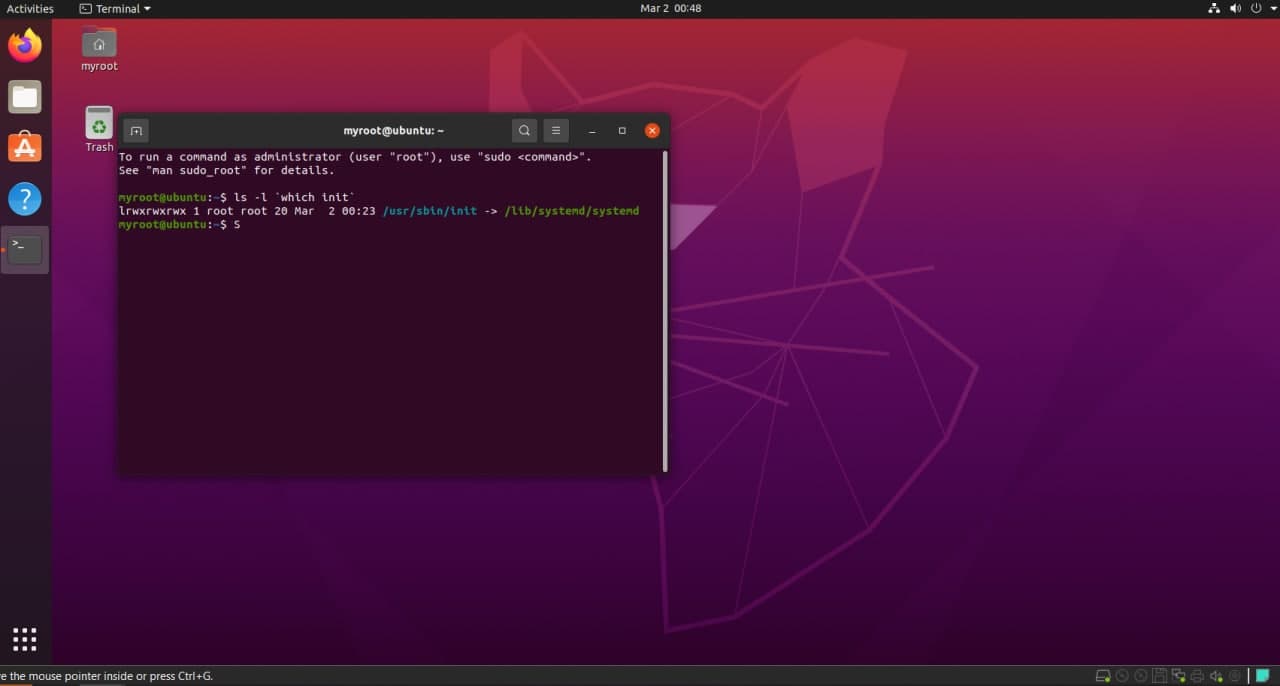 Activities
Terminal
Mar 2 00:48
myroot
Trash
myroot@ubuntu: ~
To run a command as administrator (user "root"), use "sudo <command>".
See "man sudo_root" for details.
myroot@ubuntu:~$ ls -l `which init`
lrwxrwxrwx 1 root root 20 Mar  2 00:23 /usr/sbin/init -> /lib/systemd/systemd
myroot@ubuntu:~$ S
e the mouse pointer inside or press Ctrl+G.